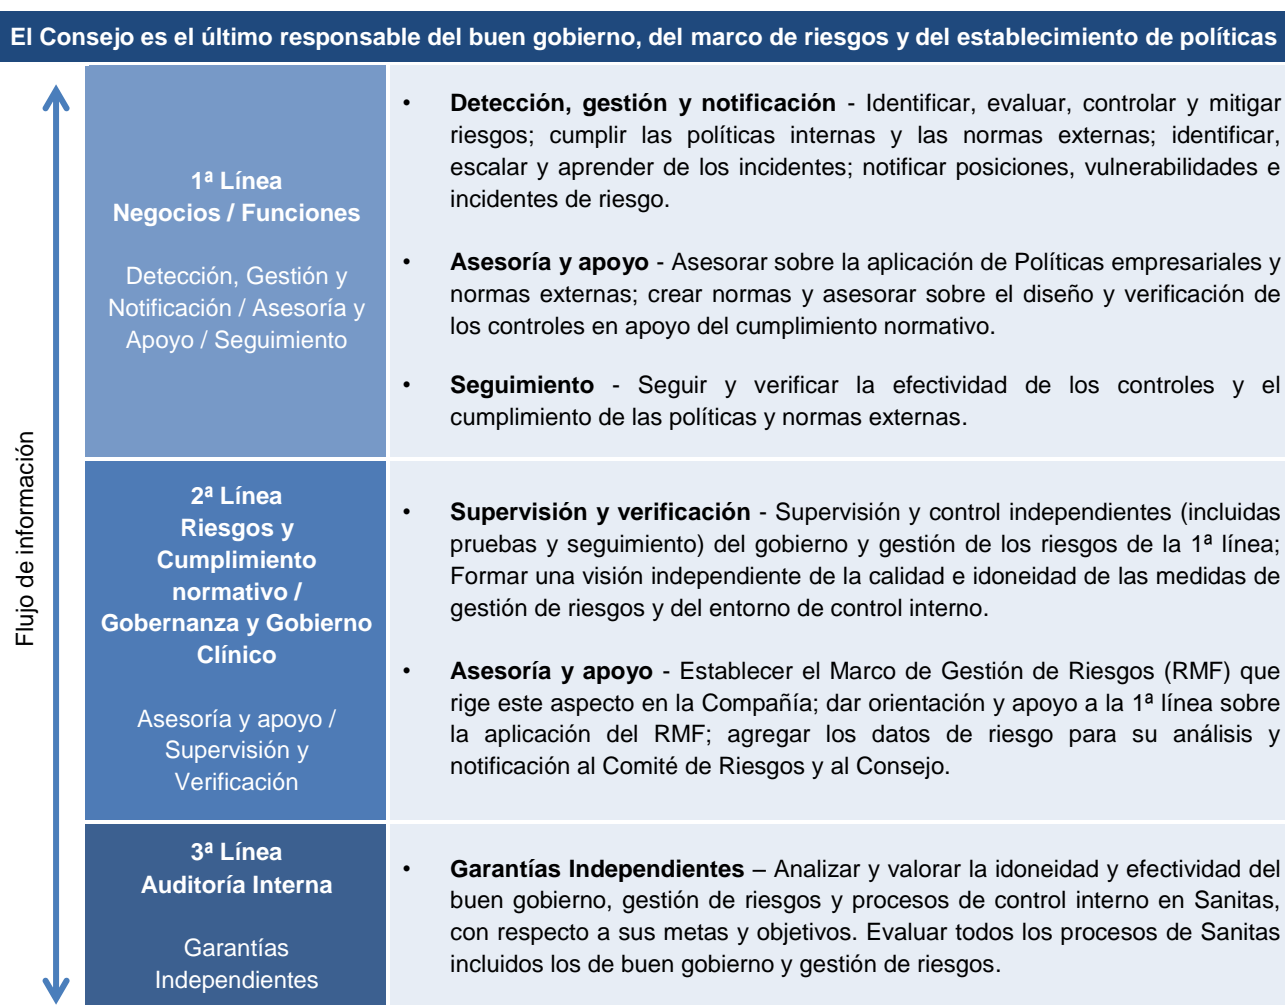 El Consejo es el último responsable del buen gobierno, del marco de riesgos y del establecimiento de políticas
Flujo de información
1ª Línea
Negocios / Funciones
Detección, Gestión y
Notificación / Asesoría y
Apoyo / Seguimiento
• Detección, gestión y notificación - Identificar, evaluar, controlar y mitigar
riesgos; cumplir las políticas internas y las normas externas; identificar,
escalar y aprender de los incidentes; notificar posiciones, vulnerabilidades e
incidentes de riesgo.
• Asesoría y apoyo - Asesorar sobre la aplicación de Políticas empresariales y
normas externas; crear normas y asesorar sobre el diseño y verificación de
los controles en apoyo del cumplimiento normativo.
• Seguimiento - Seguir y verificar la efectividad de los controles y el
cumplimiento de las políticas y normas externas.
2ª Línea
Riesgos y
Cumplimiento
normativo /
Gobernanza y Gobierno
Clínico
Asesoría y apoyo /
Supervisión y
Verificación
• Supervisión y verificación - Supervisión y control independientes (incluidas
pruebas y seguimiento) del gobierno y gestión de los riesgos de la 1ª línea;
Formar una visión independiente de la calidad e idoneidad de las medidas de
gestión de riesgos y del entorno de control interno.
• Asesoría y apoyo - Establecer el Marco de Gestión de Riesgos (RMF) que
rige este aspecto en la Compañía; dar orientación y apoyo a la 1ª línea sobre
la aplicación del RMF; agregar los datos de riesgo para su análisis y
notificación al Comité de Riesgos y al Consejo.
3ª Línea
Auditoría Interna
Garantías
Independientes
• Garantías Independientes – Analizar y valorar la idoneidad y efectividad del
buen gobierno, gestión de riesgos y procesos de control interno en Sanitas,
con respecto a sus metas y objetivos. Evaluar todos los procesos de Sanitas
incluidos los de buen gobierno y gestión de riesgos.